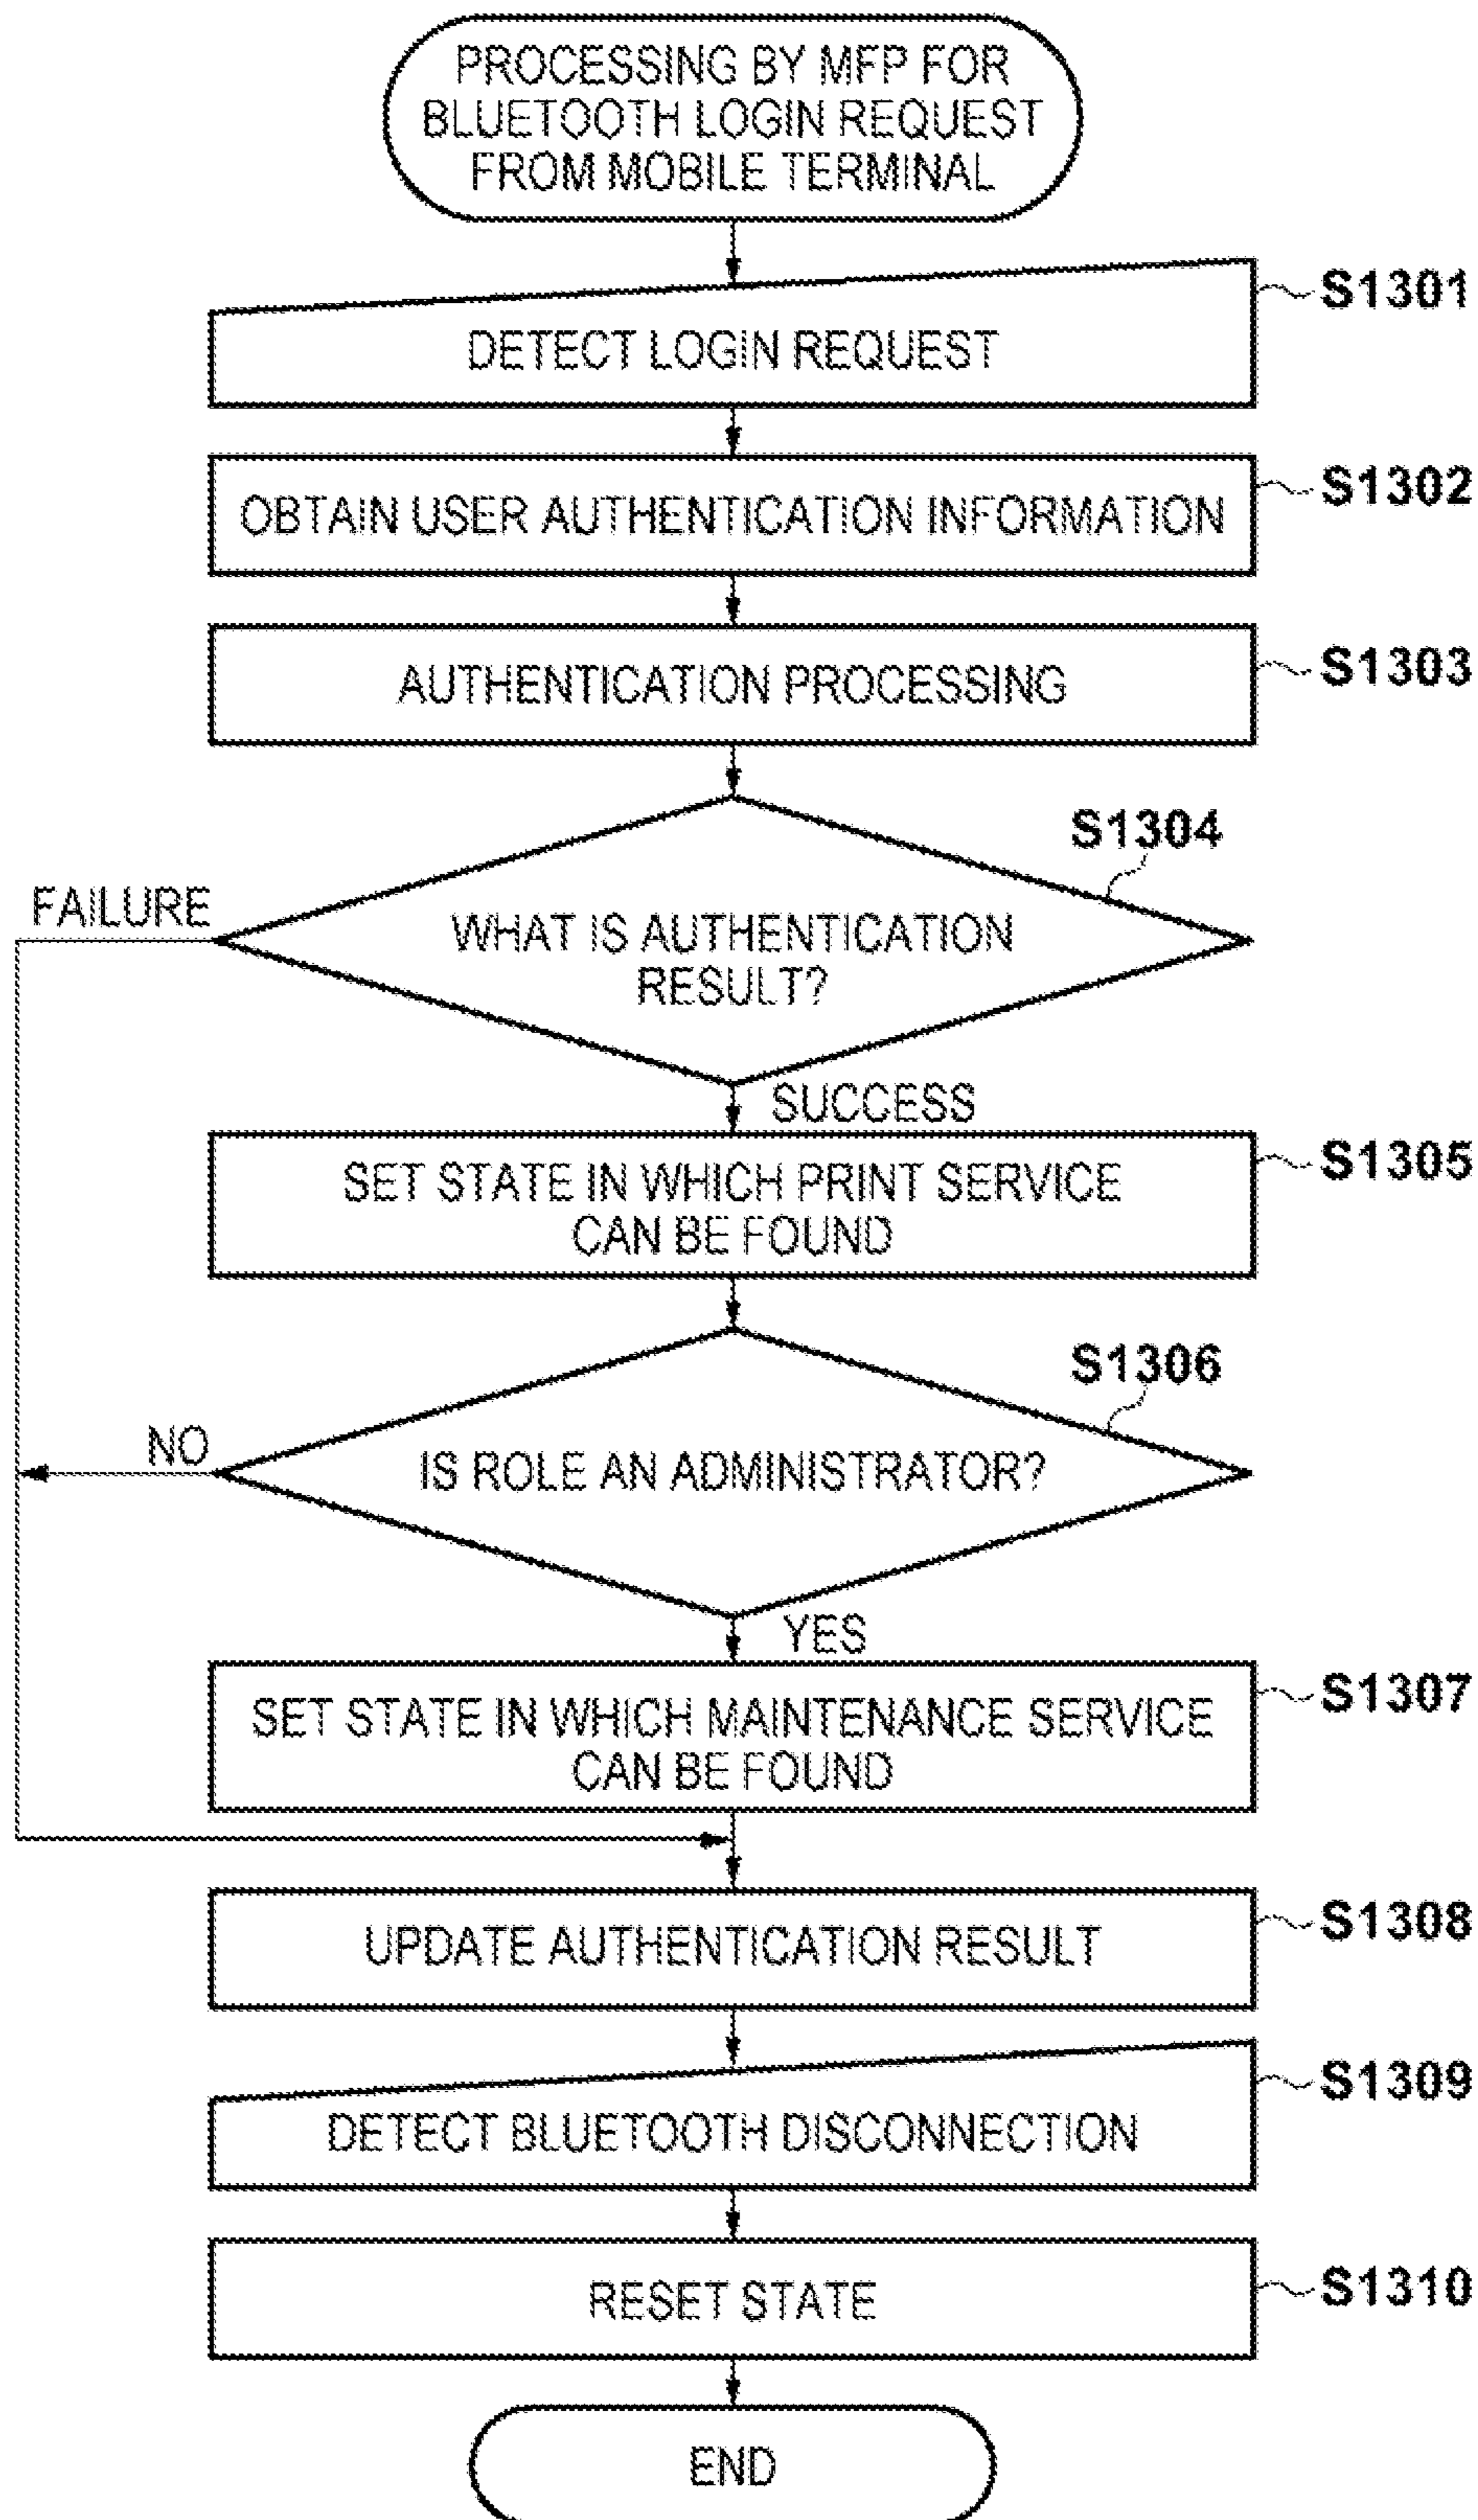 PROCESSING BY MFP FOR
BLUETOOTH LOGIN REQUEST
FROM MOBILE TERMINAL
S1301
DETECT LOGIN REQUEST
S1302
OBTAIN USER AUTHENTICATION INFORMATION
S1303
AUTHENTICATION PROCESSING
S1304
FAILURE
WHAT IS AUTHENTICATION
RESULT?
SUCCESS
S1305
SET STATE IN WHICH PRINT SERVICE
CAN BE FOUND
S1306
NO
IS ROLE AN ADMINISTRATOR?
YES
S1307
SET STATE IN WHICH MAINTENANCE SERVICE
CAN BE FOUND
S1308
UPDATE AUTHENTICATION RESULT
S1309
DETECT BLUETOOTH DISCONNECTION
S1310
RESET STATE
END